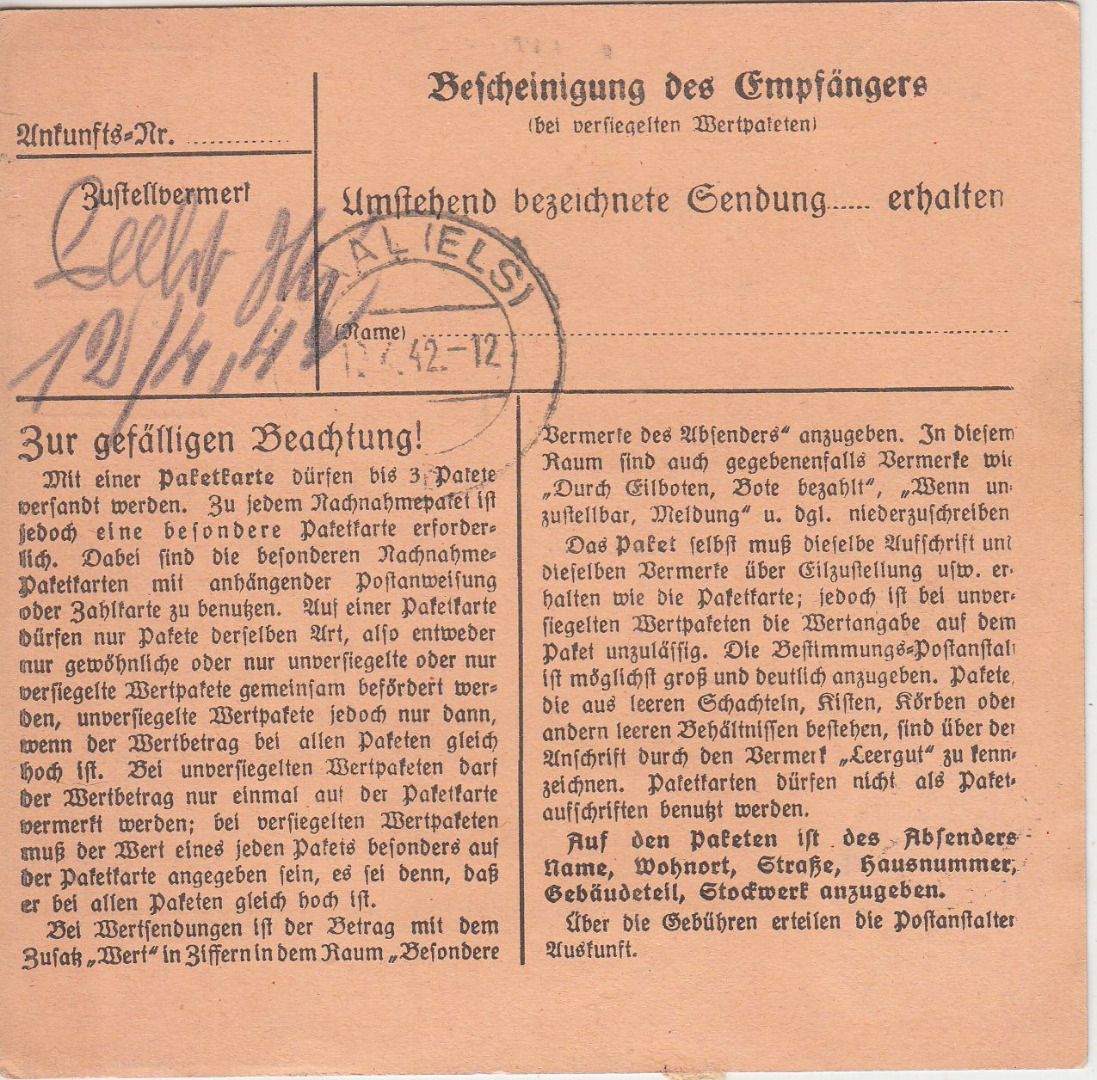 Ankunfts-Nr. ..............
Zustellvermerk
12/4, 42
Bescheinigung des Empfängers
(bei versiegelten Wertpaketen)
Umstehend bezeichnete Sendung...... erhalten
AL (ELS)
42.-12
(Name) ..............................
Zur gefälligen Beachtung!
Mit einer Paketkarte dürfen bis 3 Pakete
versandt werden. Zu jedem Nachnahmepaket ist
jedoch eine besondere Paketkarte erforder-
lich. Dabei sind die besonderen Nachnahme-
Paketkarten mit anhängender Postanweisung
oder Zahlkarte zu benutzen. Auf einer Paketkarte
dürfen nur Pakete derselben Art, also entweder
nur gewöhnliche oder nur unversiegelte oder nur
versiegelte Wertpakete gemeinsam befördert wer-
den, unversiegelte Wertpakete jedoch nur dann,
wenn der Wertbetrag bei allen Paketen gleich
hoch ist. Bei unversiegelten Wertpaketen darf
der Wertbetrag nur einmal auf der Paketkarte
vermerkt werden; bei versiegelten Wertpaketen
muß der Wert eines jeden Pakets besonders auf
der Paketkarte angegeben sein, es sei denn, daß
er bei allen Paketen gleich hoch ist.
Bei Wertsendungen ist der Betrag mit dem
Zusatz „Wert“ in Ziffern in dem Raum „Besondere
Vermerke des Absenders“ anzugeben. In diesem
Raum sind auch gegebenenfalls Vermerke wie
„Durch Eilboten, Bote bezahlt“, „Wenn un-
zustellbar, Meldung“ u. dgl. niederzuschreiben
Das Paket selbst muß dieselbe Aufschrift und
dieselben Vermerke über Eilzustellung usw. er-
halten wie die Paketkarte; jedoch ist bei unver-
siegelten Wertpaketen die Wertangabe auf dem
Paket unzulässig. Die Bestimmungs-Postanstalt
ist möglichst groß und deutlich anzugeben. Pakete,
die aus leeren Schachteln, Kisten, Körben oder
andern leeren Behältnissen bestehen, sind über der
Anschrift durch den Vermerk „Leergut“ zu kenn-
zeichnen. Paketkarten dürfen nicht als Paket-
aufschriften benutzt werden.
Auf den Paketen ist des Absenders
Name, Wohnort, Straße, Hausnummer,
Gebäudeteil, Stockwerk anzugeben.
Über die Gebühren erteilen die Postanstalten
Auskunft.